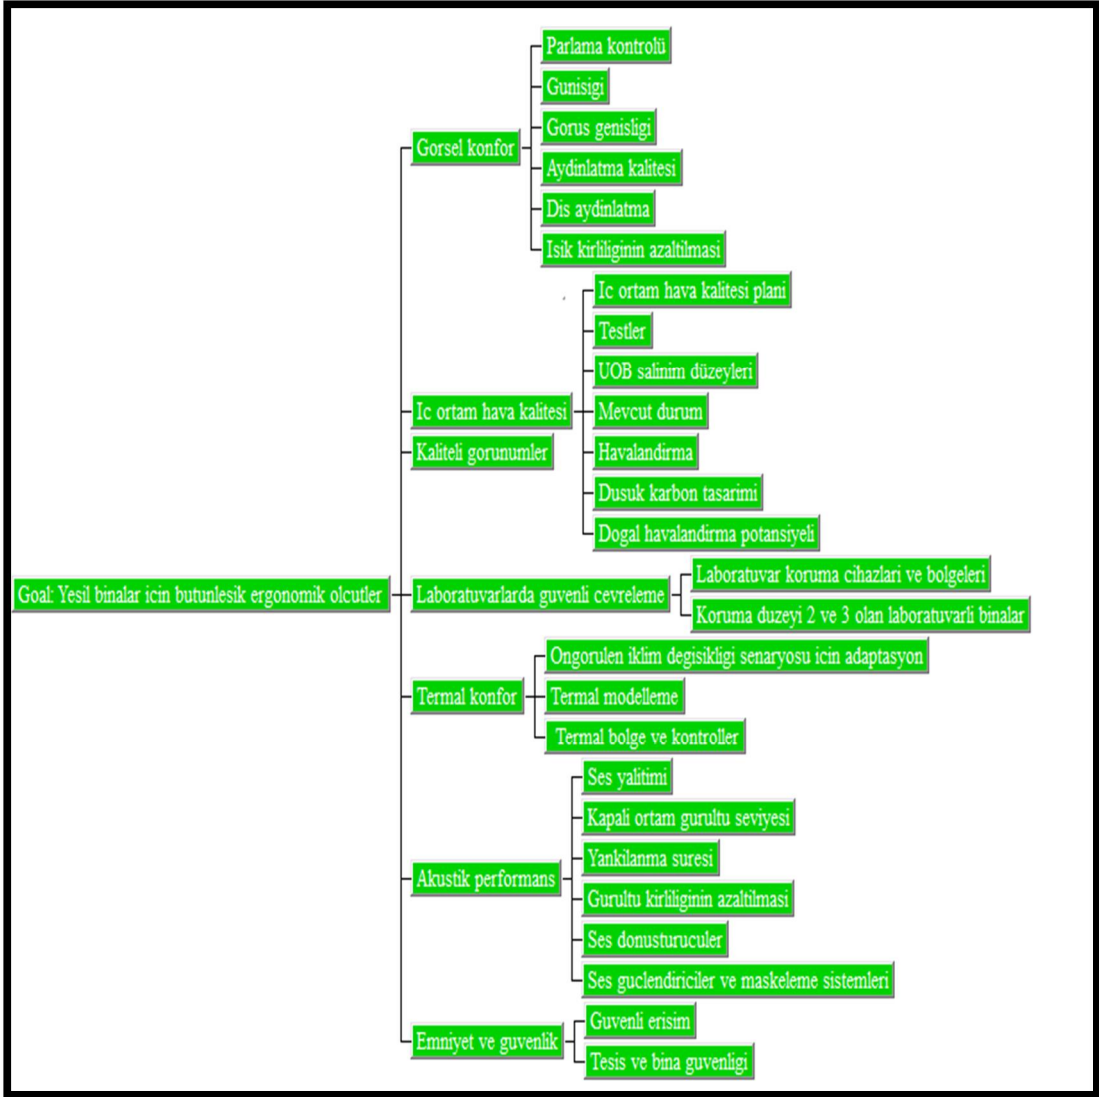 Goal: Yesil binalar icin butunlesik ergonomik olcutler
Gorsel konfor
Parlama kontrolü
Gunisigi
Gorus genisligi
Aydinlatma kalitesi
Dis aydinlatma
Isik kirliliginin azaltilmasi
Ic ortam hava kalitesi
Ic ortam hava kalitesi plani
Testler
UOB salinim düzeyleri
Mevcut durum
Havalandirma
Dusuk karbon tasarimi
Dogal havalandirma potansiyeli
Kaliteli gorunumler
Laboratuvarlarda guvenli cevreleme
Laboratuvar koruma cihazlari ve bolgeleri
Koruma duzeyi 2 ve 3 olan laboratuvarli binalar
Termal konfor
Ongorulen iklim degisikligi senaryosu icin adaptasyon
Termal modelleme
Termal bolge ve kontroller
Akustik performans
Ses yalitimi
Kapali ortam gurultu seviyesi
Yankilanma suresi
Gurultu kirliliginin azaltilmasi
Ses donusturuculer
Ses guclendiriciler ve maskeleme sistemleri
Emniyet ve guvenlik
Guvenli erisim
Tesis ve bina guvenligi